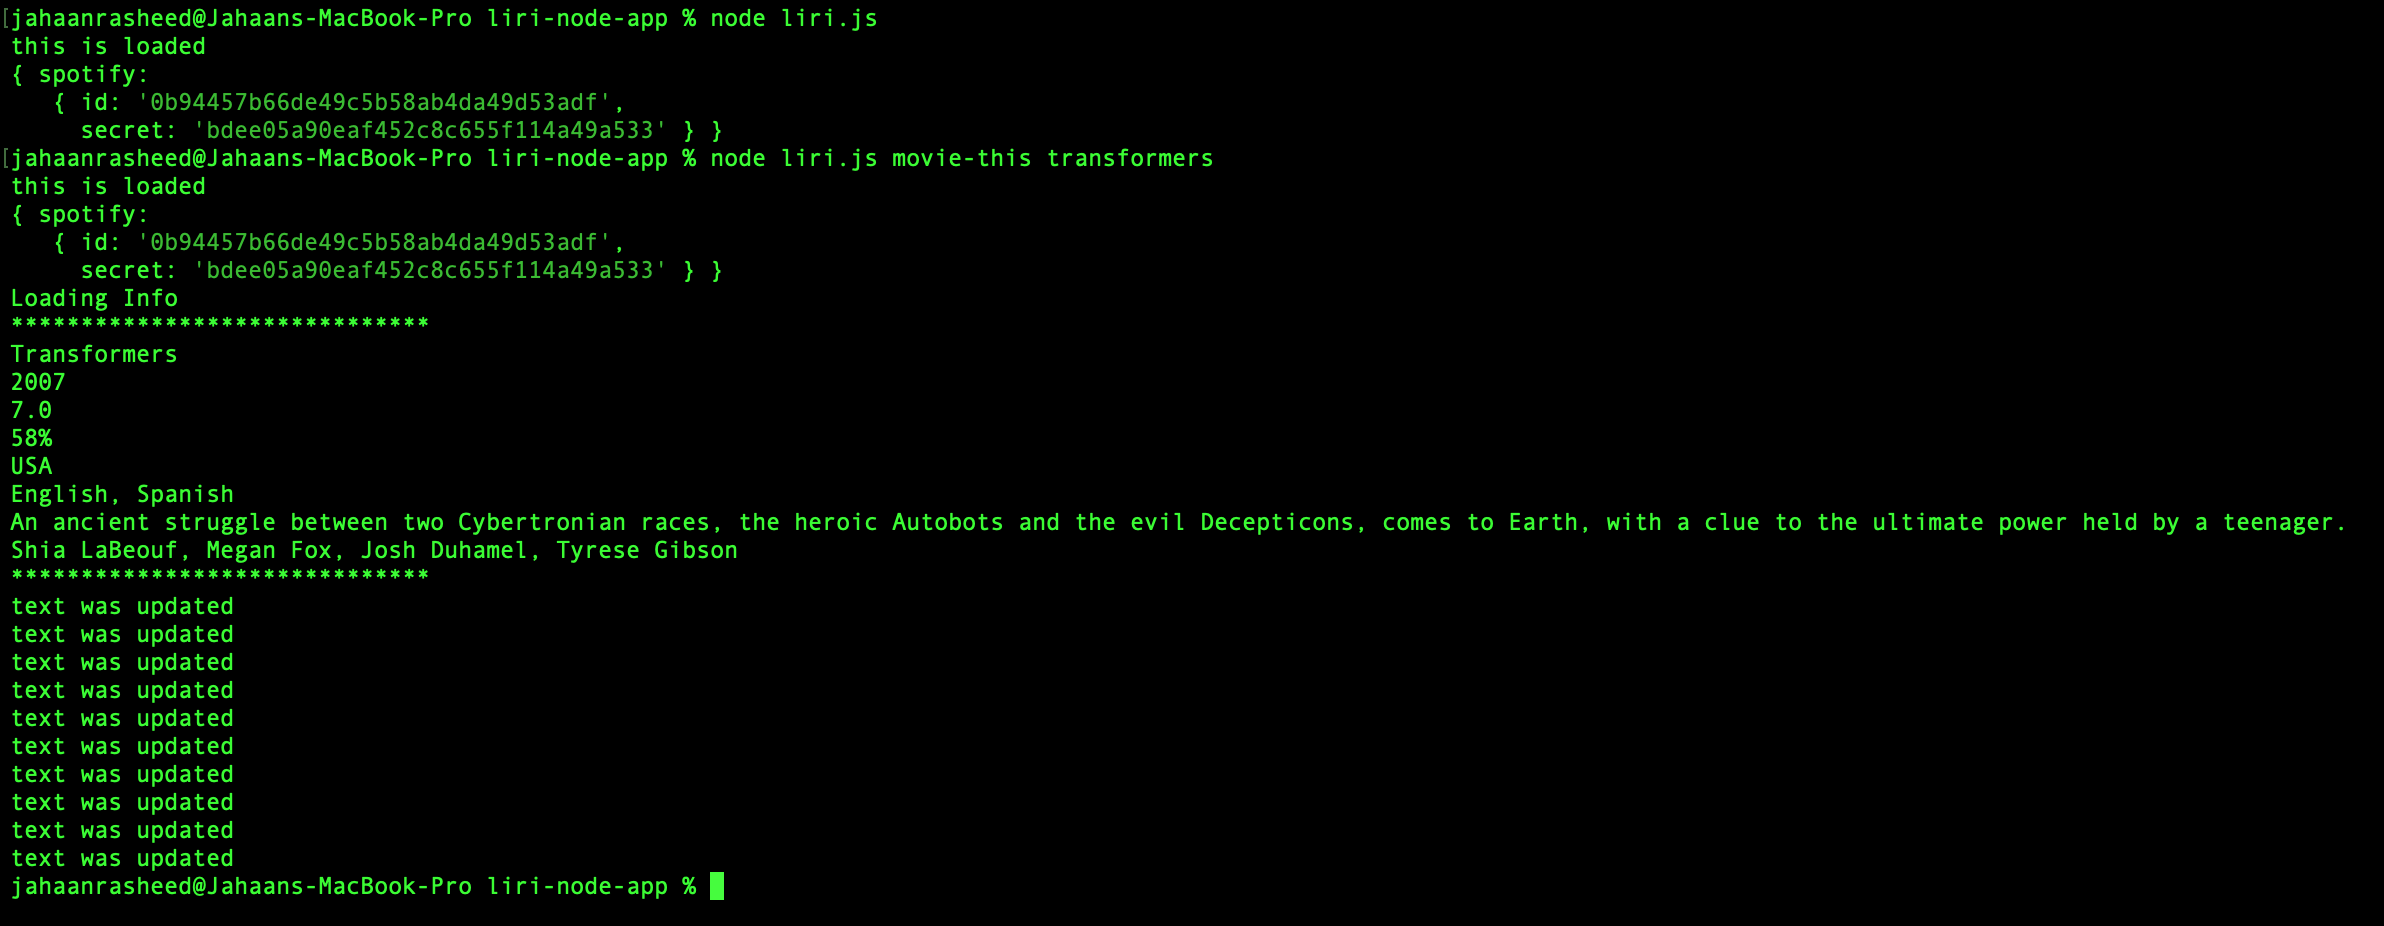 [jahaanrasheed@Jahaans-MacBook-Pro liri-node-app % node liri.js
this is loaded
{ spotify:
   { id: '0b94457b66de49c5b58ab4da49d53adf',
     secret: 'bdee05a90eaf452c8c655f114a49a533' } }
[jahaanrasheed@Jahaans-MacBook-Pro liri-node-app % node liri.js movie-this transformers
this is loaded
{ spotify:
   { id: '0b94457b66de49c5b58ab4da49d53adf',
     secret: 'bdee05a90eaf452c8c655f114a49a533' } }
Loading Info
******************************
Transformers
2007
7.0
58%
USA
English, Spanish
An ancient struggle between two Cybertronian races, the heroic Autobots and the evil Decepticons, comes to Earth, with a clue to the ultimate power held by a teenager.
Shia LaBeouf, Megan Fox, Josh Duhamel, Tyrese Gibson
******************************
text was updated
text was updated
text was updated
text was updated
text was updated
text was updated
text was updated
text was updated
text was updated
text was updated
jahaanrasheed@Jahaans-MacBook-Pro liri-node-app %